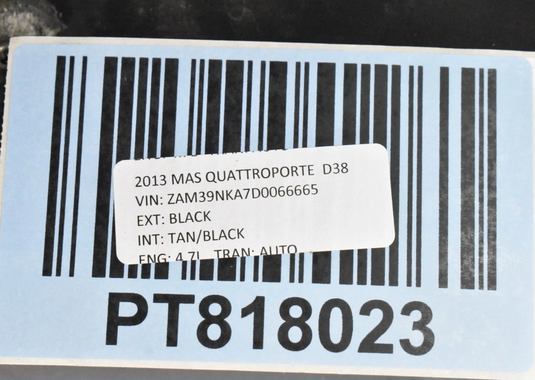 2013 MAS QUATTROPORTE D38
VIN: ZAM39NKA7D0066665
EXT: BLACK
INT: TAN/BLACK
ENG: 4.7L TRAN: AUTO
PT818023